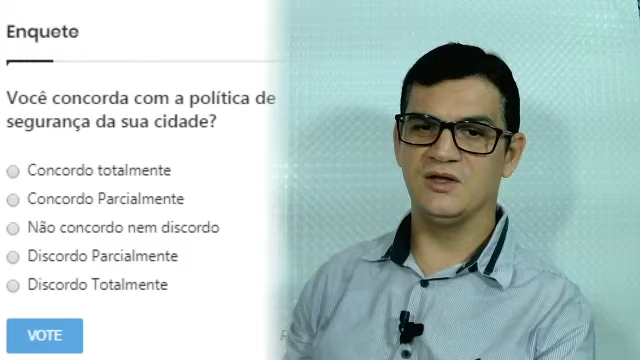 Enquete
Você concorda com a política de
segurança da sua cidade?
Concordo totalmente
Concordo Parcialmente
Não concordo nem discordo
Discordo Parcialmente
Discordo Totalmente
VOTE